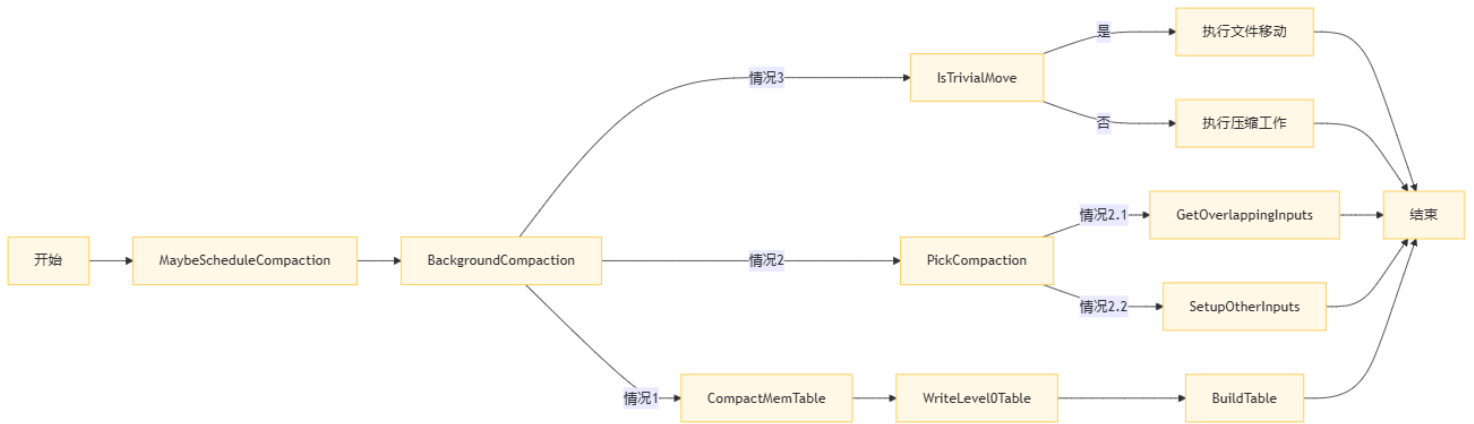 开始
MaybeScheduleCompaction
BackgroundCompaction
情况3
IsTrivialMove
是
执行文件移动
否
执行压缩工作
情况2
PickCompaction
情况2.1
GetOverlappingInputs
情况2.2
SetupOtherInputs
情况1
CompactMemTable
WriteLevel0Table
BuildTable
结束